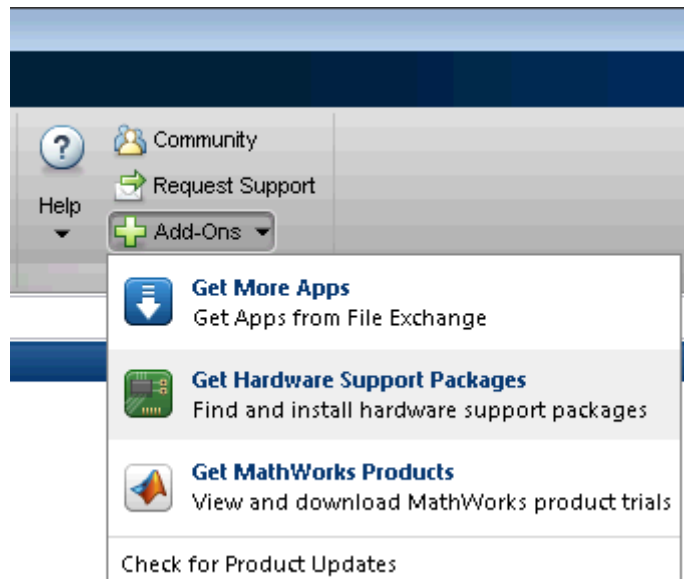 ?
Help
Community
Request Support
Add-Ons
Get More Apps
Get Apps from File Exchange
Get Hardware Support Packages
Find and install hardware support packages
Get MathWorks Products
View and download MathWorks product trials
Check for Product Updates